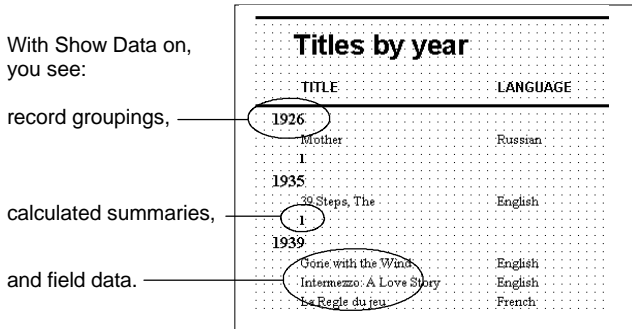 With Show Data on,
you see:
record groupings,
calculated summaries,
and field data.
Titles by year
TITLE LANGUAGE
1926
Mother Russian
1
1935
39 Steps, The English
1
1939
Gone with the Wind English
Intermezzo: A Love Story English
La Regle du jeu French